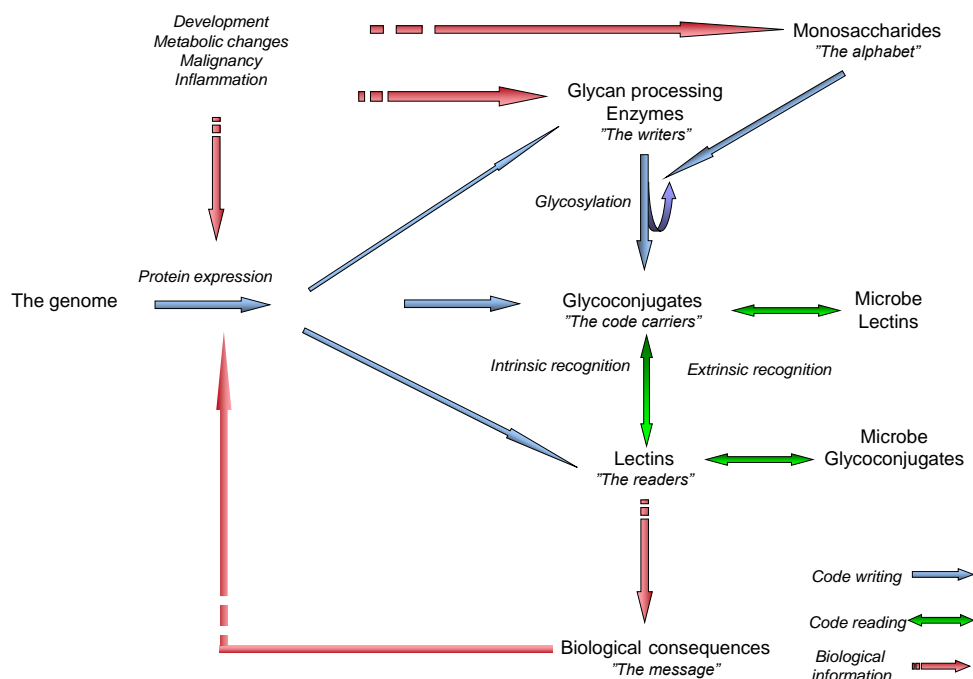 Development
Metabolic changes
Malignancy
Inflammation
Monosaccharides
”The alphabet”
Glycan processing
Enzymes
”The writers”
Glycosylation
Protein expression
The genome
Glycoconjugates
”The code carriers”
Microbe
Lectins
Intrinsic recognition
Extrinsic recognition
Lectins
”The readers”
Microbe
Glycoconjugates
Code writing
Code reading
Biological
information
Biological consequences
”The message”